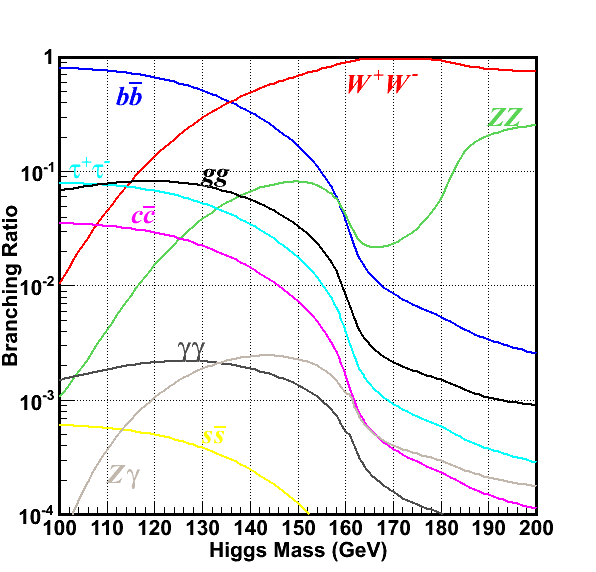 1
W⁺W⁻
bb̄
ZZ
10⁻¹
τ⁺τ⁻
gg
cc̄
Branching Ratio
10⁻²
γγ
10⁻³
ss̄
Zγ
10⁻⁴
100 110 120 130 140 150 160 170 180 190 200
Higgs Mass (GeV)